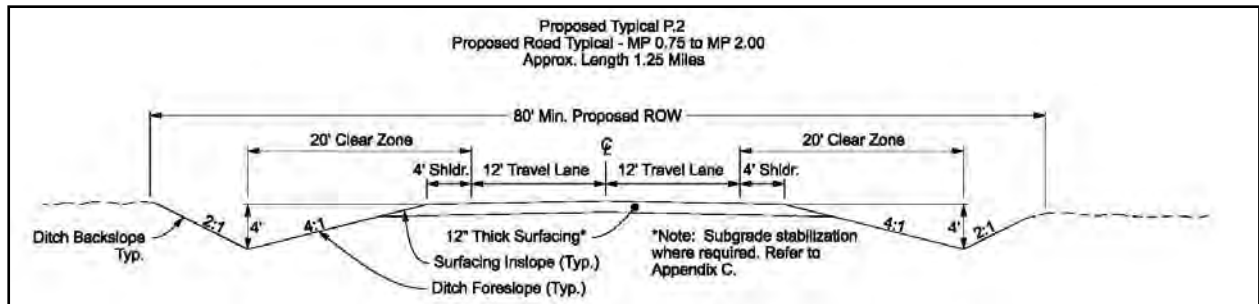 Proposed Typical P.2
Proposed Road Typical - MP 0.75 to MP 2.00
Approx. Length 1.25 Miles
80' Min. Proposed ROW
20' Clear Zone
℄
20' Clear Zone
4' Shldr.
12' Travel Lane
12' Travel Lane
4' Shldr.
2:1
4'
4:1
4:1
4'
2:1
Ditch Backslope
Typ.
12" Thick Surfacing*
Surfacing Inslope (Typ.)
Ditch Foreslope (Typ.)
*Note: Subgrade stabilization
where required. Refer to
Appendix C.